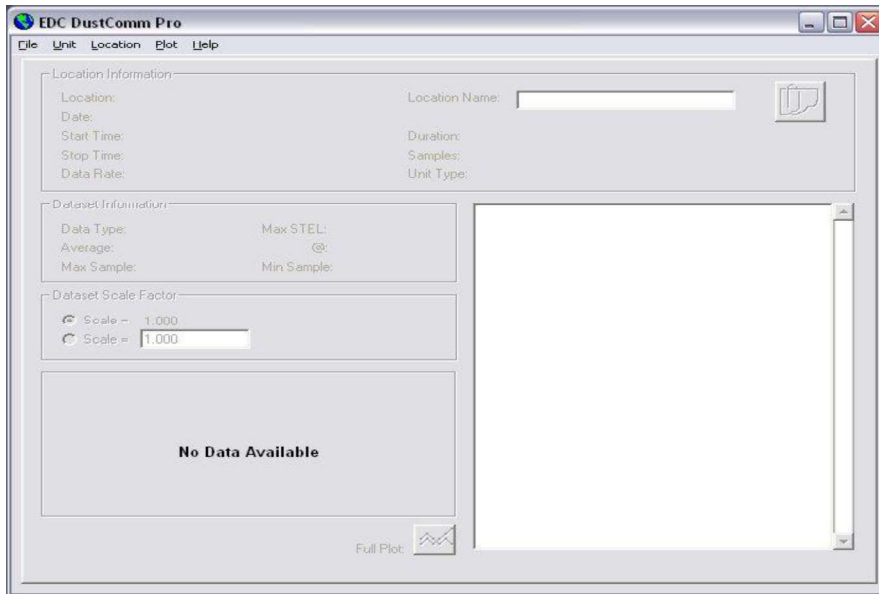 EDC DustComm Pro
File Unit Location Plot Help
Location Information
Location: Location Name:
Date:
Start Time: Duration:
Stop Time: Samples:
Data Rate: Unit Type:
Dataset Information
Data Type: Max STEL:
Average: @:
Max Sample: Min Sample:
Dataset Scale Factor
Scale = 1.000
Scale = 1.000
No Data Available
Full Plot: